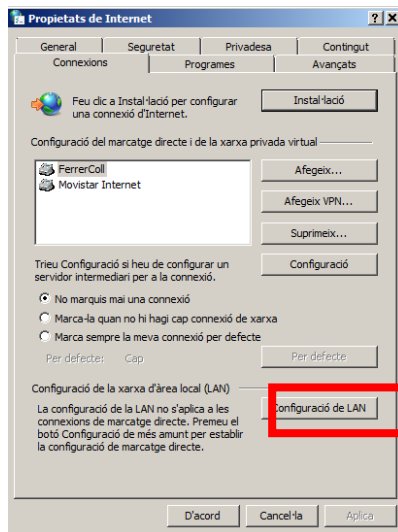 Propietats de Internet
General Seguretat Privadesa Contingut
Connexions Programes Avançats
Feu clic a Instal·lació per configurar
una connexió d'Internet.
Instal·lació
Configuració del marcatge directe i de la xarxa privada virtual
FerrerColl
Movistar Internet
Afegeix...
Afegeix VPN...
Suprimeix...
Trieu Configuració si heu de configurar un
servidor intermediari per a la connexió.
Configuració
No marquis mai una connexió
Marca-la quan no hi hagi cap connexió de xarxa
Marca sempre la meva connexió per defecte
Per defecte: Cap Per defecte
Configuració de la xarxa d'àrea local (LAN)
La configuració de la LAN no s'aplica a les
connexions de marcatge directe. Premeu el
botó Configuració de més amunt per establir
la configuració de marcatge directe.
Configuració de LAN
D'acord Cancel·la Aplica